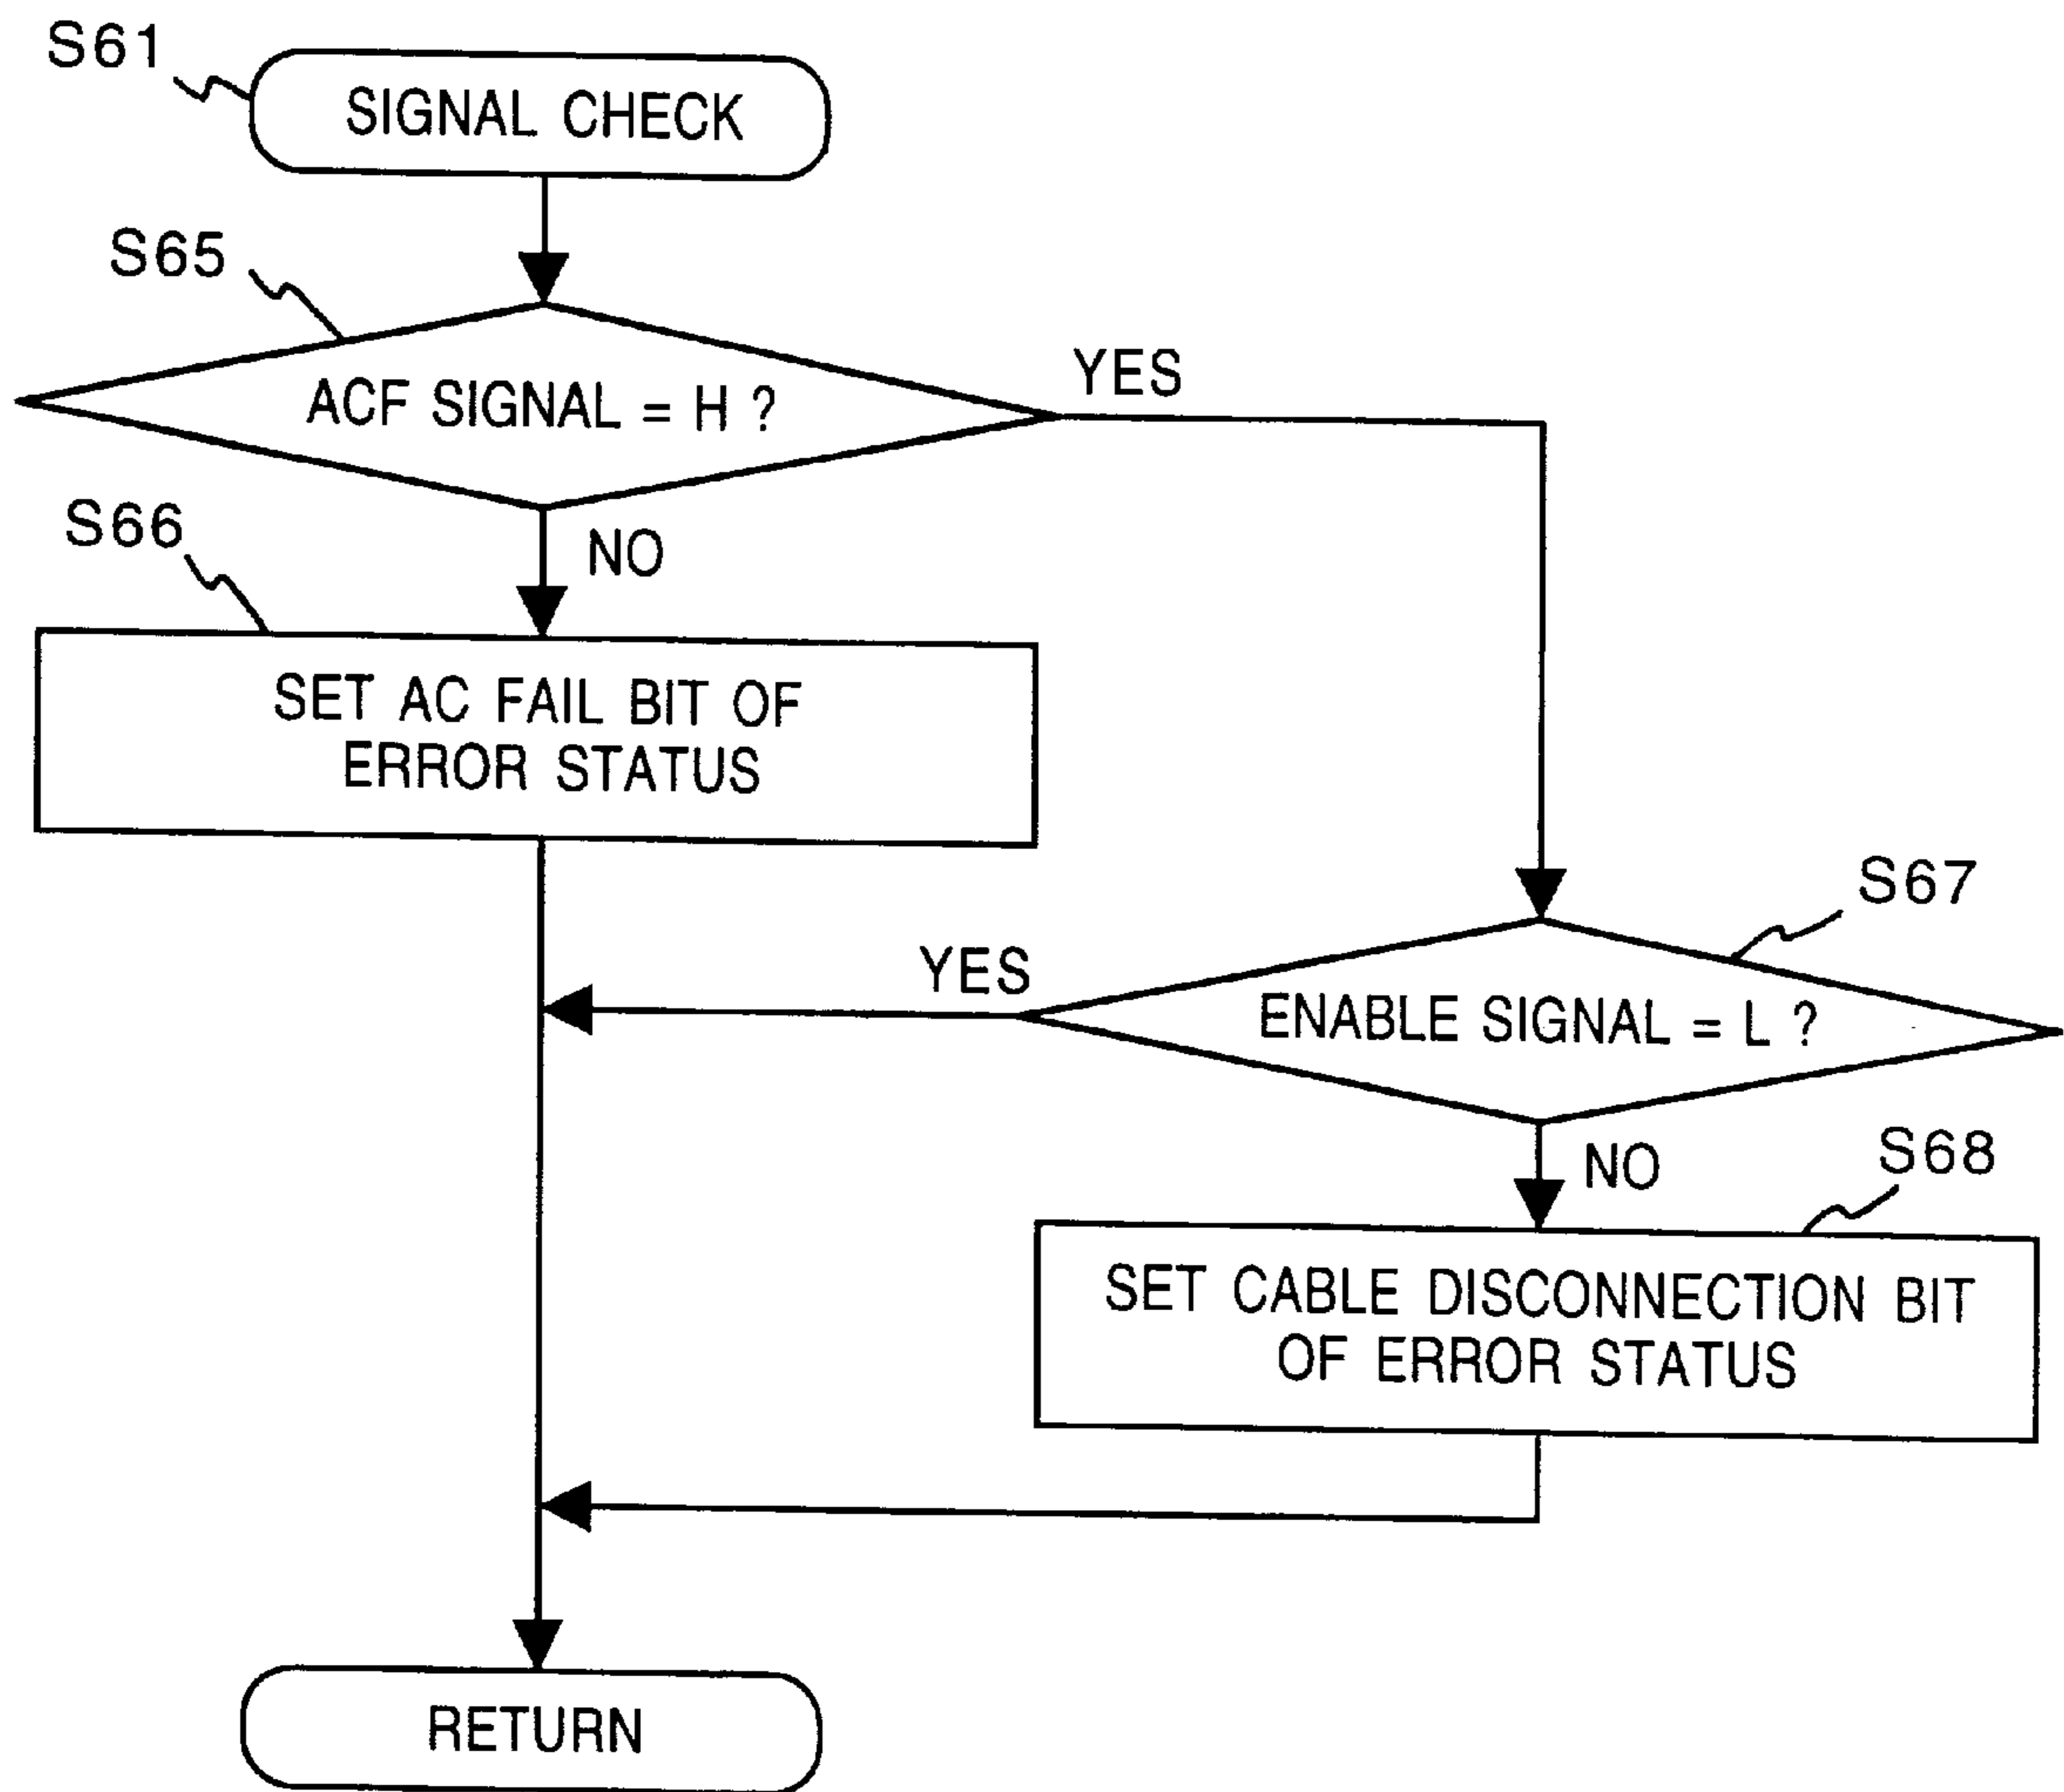 S61
SIGNAL CHECK
S65
ACF SIGNAL = H ?
YES
S66
NO
SET AC FAIL BIT OF
ERROR STATUS
S67
YES
ENABLE SIGNAL = L ?
NO
S68
SET CABLE DISCONNECTION BIT
OF ERROR STATUS
RETURN